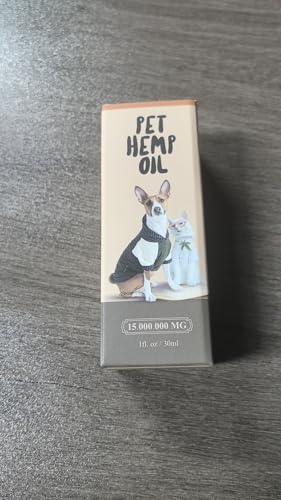 PET
HEMP
OIL
15.000.000 MG
1fl. oz / 30ml